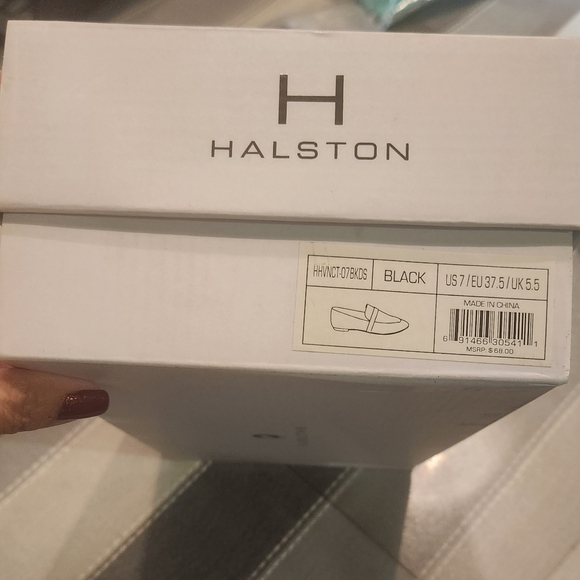 H
HALSTON
HHVNCT-07BKDS
BLACK
US 7 / EU 37.5 / UK 5.5
MADE IN CHINA
6 91466 30541 1
MSRP: $ 68.00